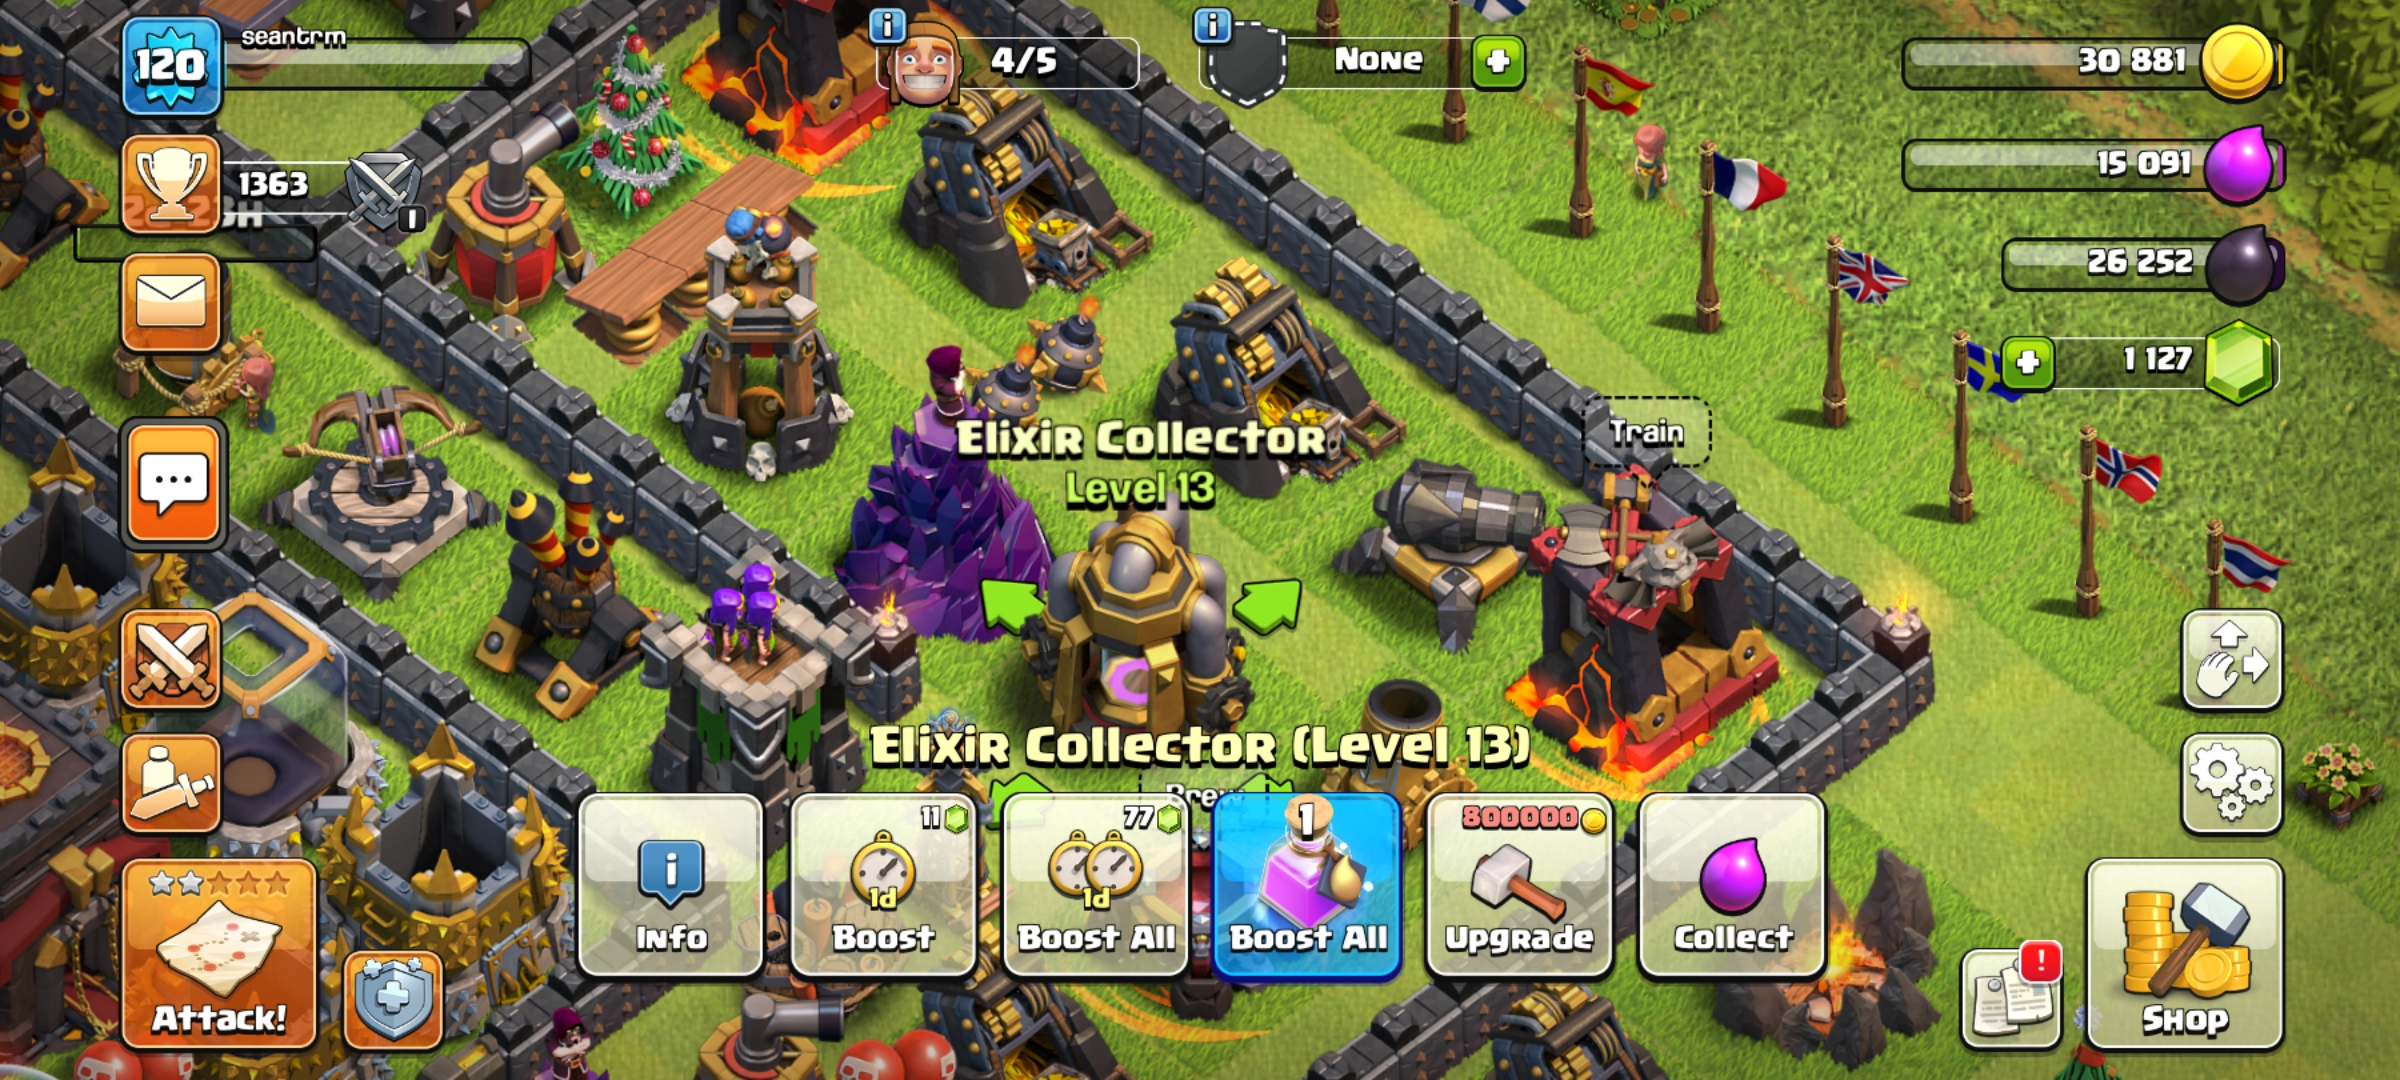 120
seantrm
4/5
None
30 881
1363
I
15 091
26 252
1 127
Train
Elixir Collector
Level 13
Elixir Collector (Level 13)
Brew
11
1d
Boost
77
1d
Boost All
1
Boost All
800000
Upgrade
Info
Collect
Attack!
!
Shop